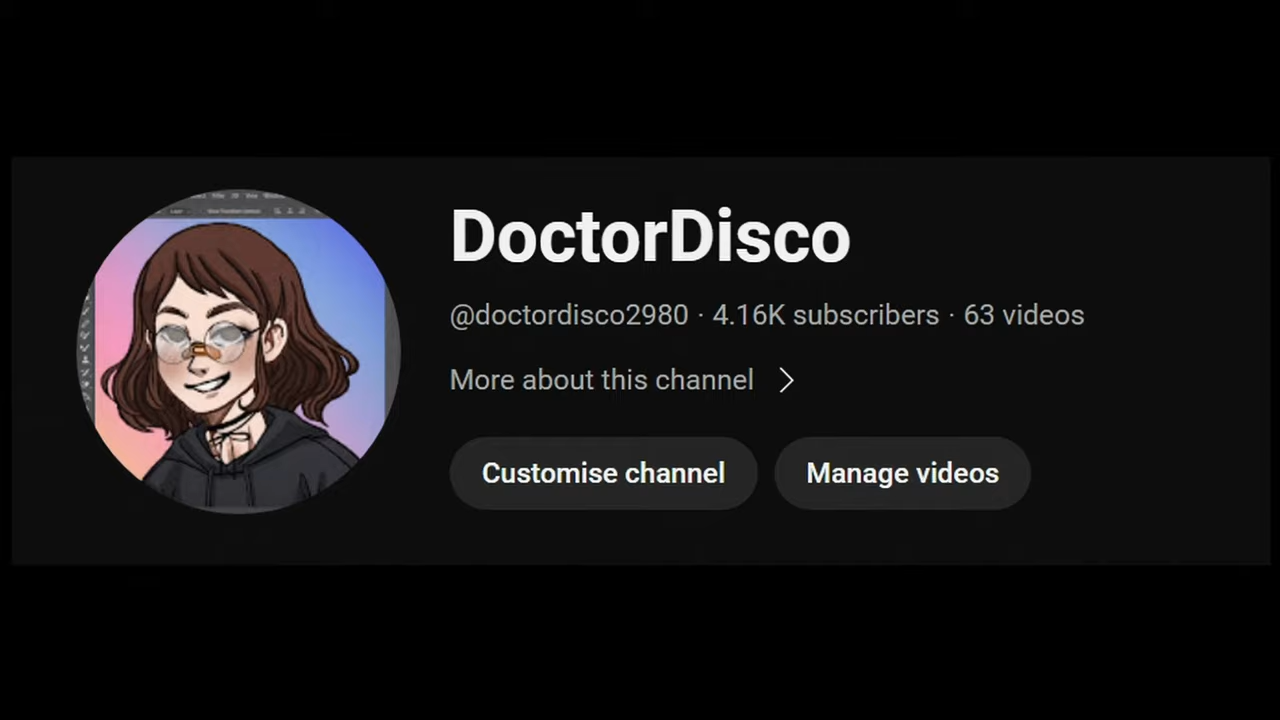 DoctorDisco
@doctordisco2980 · 4.16K subscribers · 63 videos
More about this channel
Customise channel
Manage videos